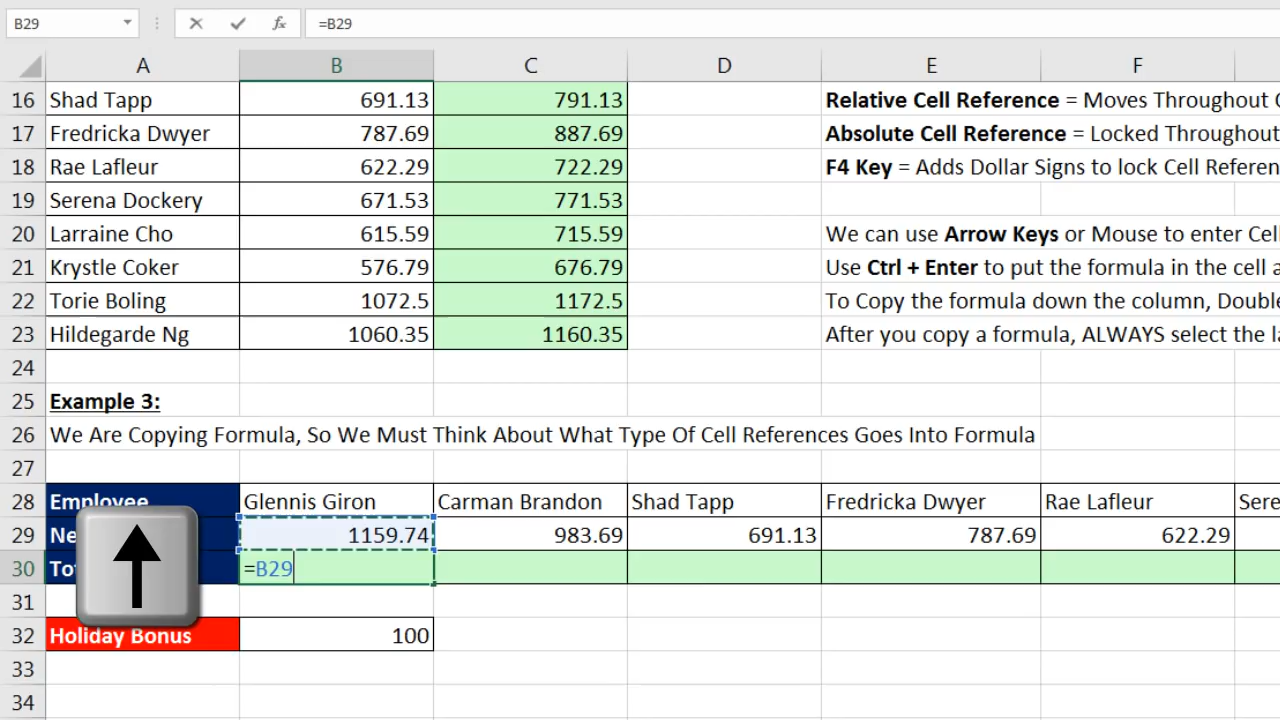 B29 fx =B29
A B C D E F
16 Shad Tapp 691.13 791.13 Relative Cell Reference = Moves Throughout
17 Fredricka Dwyer 787.69 887.69 Absolute Cell Reference = Locked Throughout
18 Rae Lafleur 622.29 722.29 F4 Key = Adds Dollar Signs to lock Cell
19 Serena Dockery 671.53 771.53
20 Larraine Cho 615.59 715.59 We can use Arrow Keys or Mouse to enter
21 Krystle Coker 576.79 676.79 Use Ctrl + Enter to put the formula in the cell
22 Torie Boling 1072.5 1172.5 To Copy the formula down the column,
23 Hildegarde Ng 1060.35 1160.35 After you copy a formula, ALWAYS select the
24
25 Example 3:
26 We Are Copying Formula, So We Must Think About What Type Of Cell References Goes Into Formula
27
28 Employee Glennis Giron Carman Brandon Shad Tapp Fredricka Dwyer Rae Lafleur
29 1159.74 983.69 691.13 787.69 622.29
30 =B29
31
32 Holiday Bonus 100
33
34